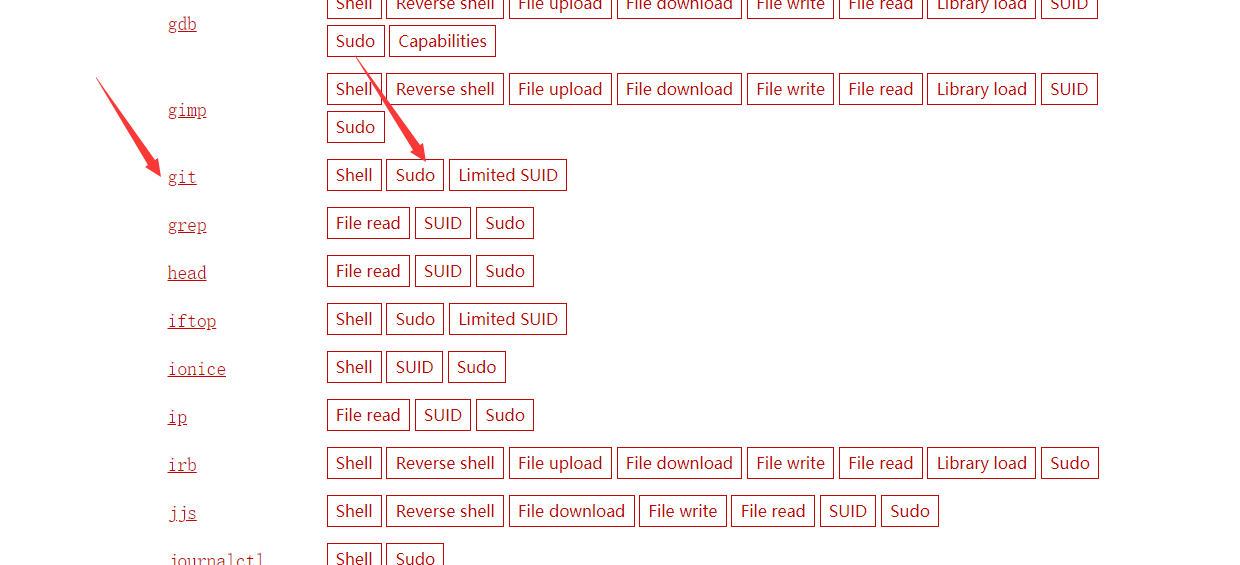 Shell Reverse shell File upload File download File write File read Library load SUID
gdb
Sudo Capabilities
Shell Reverse shell File upload File download File write File read Library load SUID
gimp
Sudo
git Shell Sudo Limited SUID
grep File read SUID Sudo
head File read SUID Sudo
iftop Shell Sudo Limited SUID
ionice Shell SUID Sudo
ip File read SUID Sudo
irb Shell Reverse shell File upload File download File write File read Library load Sudo
jjs Shell Reverse shell File download File write File read SUID Sudo
journalctl Shell Sudo